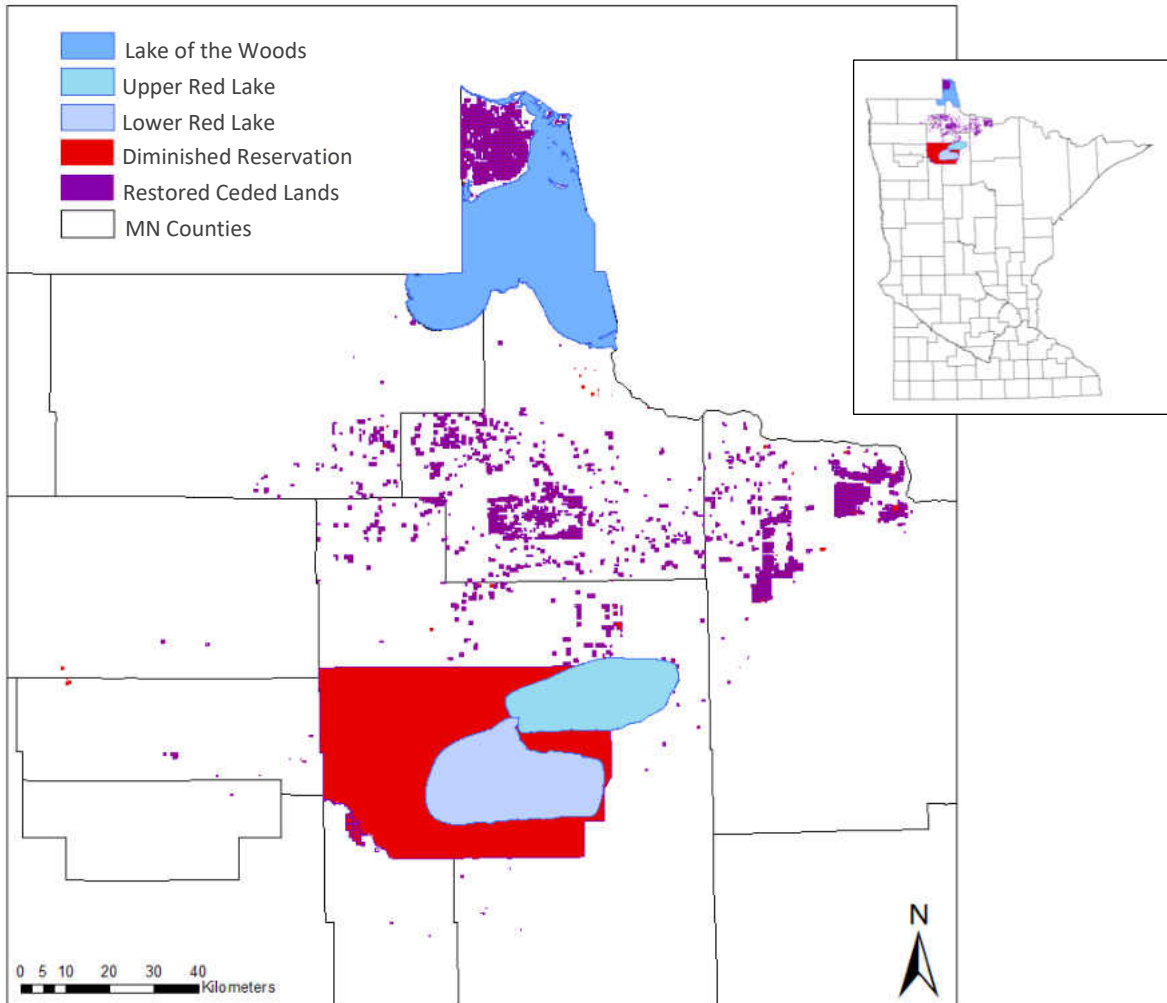 Lake of the Woods
Upper Red Lake
Lower Red Lake
Diminished Reservation
Restored Ceded Lands
MN Counties
N
0 5 10 20 30 40
Kilometers